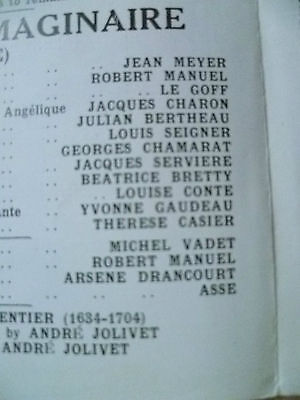 MAGINAIRE
E)
.. .. .. JEAN MEYER
.. .. ROBERT MANUEL
.. .. .. LE GOFF
Angélique JACQUES CHARON
.. .. JULIAN BERTHEAU
.. .. LOUIS SEIGNER
.. GEORGES CHAMARAT
.. .. JACQUES SERVIERE
.. .. BEATRICE BRETTY
.. .. .. LOUISE CONTE
ante .. YVONNE GAUDEAU
.. .. THERESE CASIER
.. .. MICHEL VADET
.. .. ROBERT MANUEL
.. .. ARSENE DRANCOURT
.. .. .. .. ASSE
ENTIER (1634-1704)
by ANDRÉ JOLIVET
ANDRÉ JOLIVET